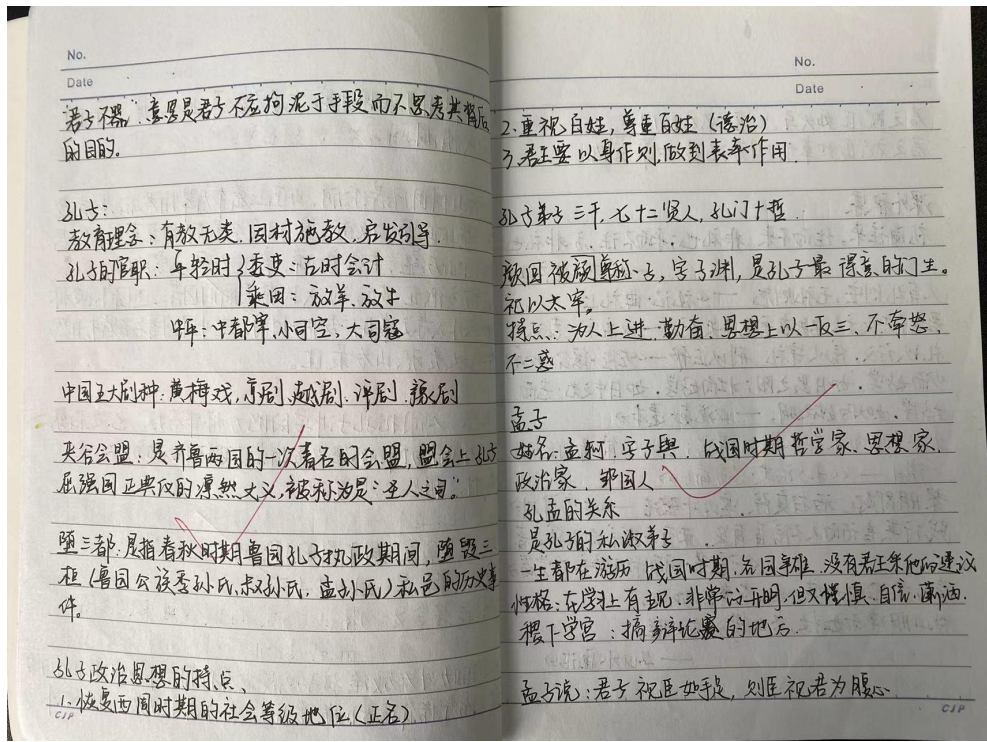 No.
Date
"君子不器":意思是君子不应拘泥于手段而不思考其背后
的目的。
孔子:
教育理念:有教无类.因材施教.启发引导.
孔子的官职:年轻时{委吏:古时会计
乘田:放羊、放牛
中年:中都宰,小司空,大司寇
中国五大剧种:黄梅戏,京剧.越剧.评剧.豫剧
夹谷会盟:是齐鲁两国的一次著名的会盟,盟会上孔子
屈强国正典仪的凛然大义,被称为是:圣人之司."
堕三都:是指春秋时期鲁国孔子执政期间,堕毁三
桓(鲁国公族季孙氏,叔孙氏,孟孙氏)私邑的历史事
件。
孔子政治思想的特点、
1.恢复西周时期的社会等级地位(正名)
CJP
No.
Date
2.重视百姓,尊重百姓(德治)
3.君主要以身作则,做到表率作用.
孔子弟子三千,七十二贤人,孔门十哲.
颜回被 尊称 子,字子渊,是孔子最得意的门生。
祀以太牢。
特点:为人上进.勤奋.思想上以一反三、不牵怒,
不二惑
孟子
姓名:孟轲.字子舆.战国时期哲学家.思想家,
政治家.邹国人
孔孟的关系
是孔子的私淑弟子.
一生都在游历 战国时期.各国争雄.没有君王采他的建议
性格:在学习上有主见.非常的开明.但又谨慎.自信.
稷下学宫:搞辩论赛的地方.
孟子说:君子视臣如手足,则臣视君为腹心
CJP